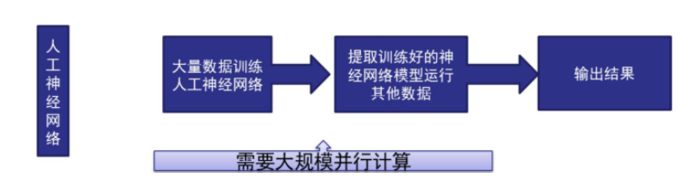 人工神经网络
大量数据训练
人工神经网络
提取训练好的神
经网络模型运行
其他数据
输出结果
需要大规模并行计算